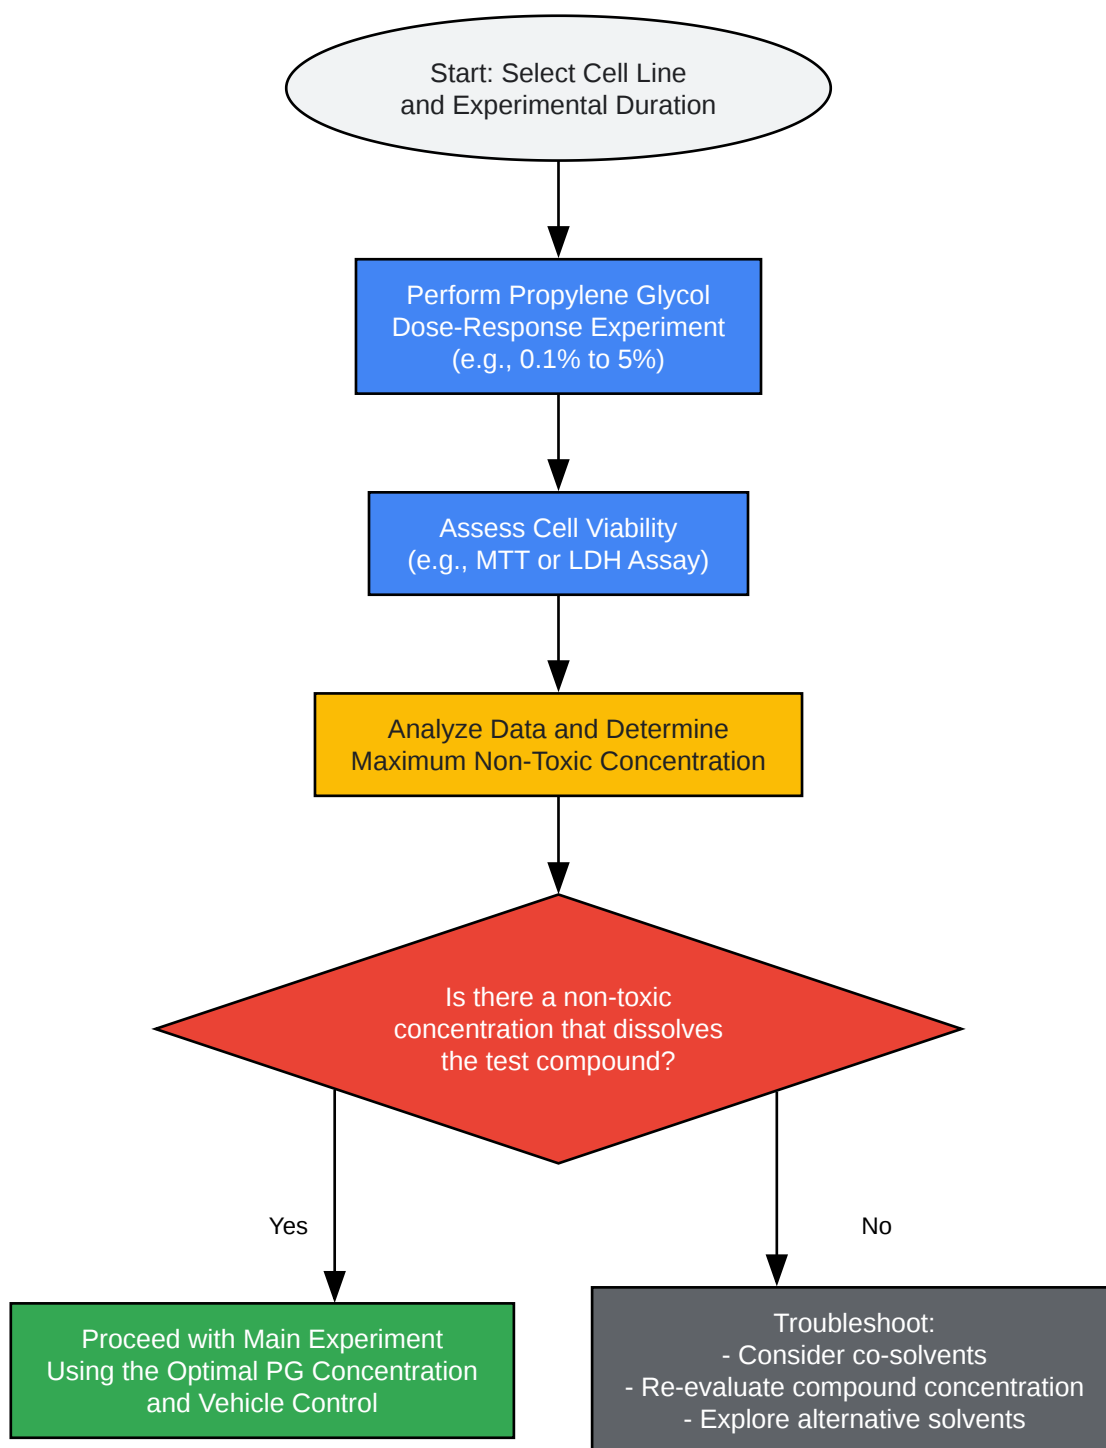 Start: Select Cell Line
and Experimental Duration
Perform Propylene Glycol
Dose-Response Experiment
(e.g., 0.1% to 5%)
Assess Cell Viability
(e.g., MTT or LDH Assay)
Analyze Data and Determine
Maximum Non-Toxic Concentration
Is there a non-toxic
concentration that dissolves
the test compound?
Yes
No
Proceed with Main Experiment
Using the Optimal PG Concentration
and Vehicle Control
Troubleshoot:
- Consider co-solvents
- Re-evaluate compound concentration
- Explore alternative solvents